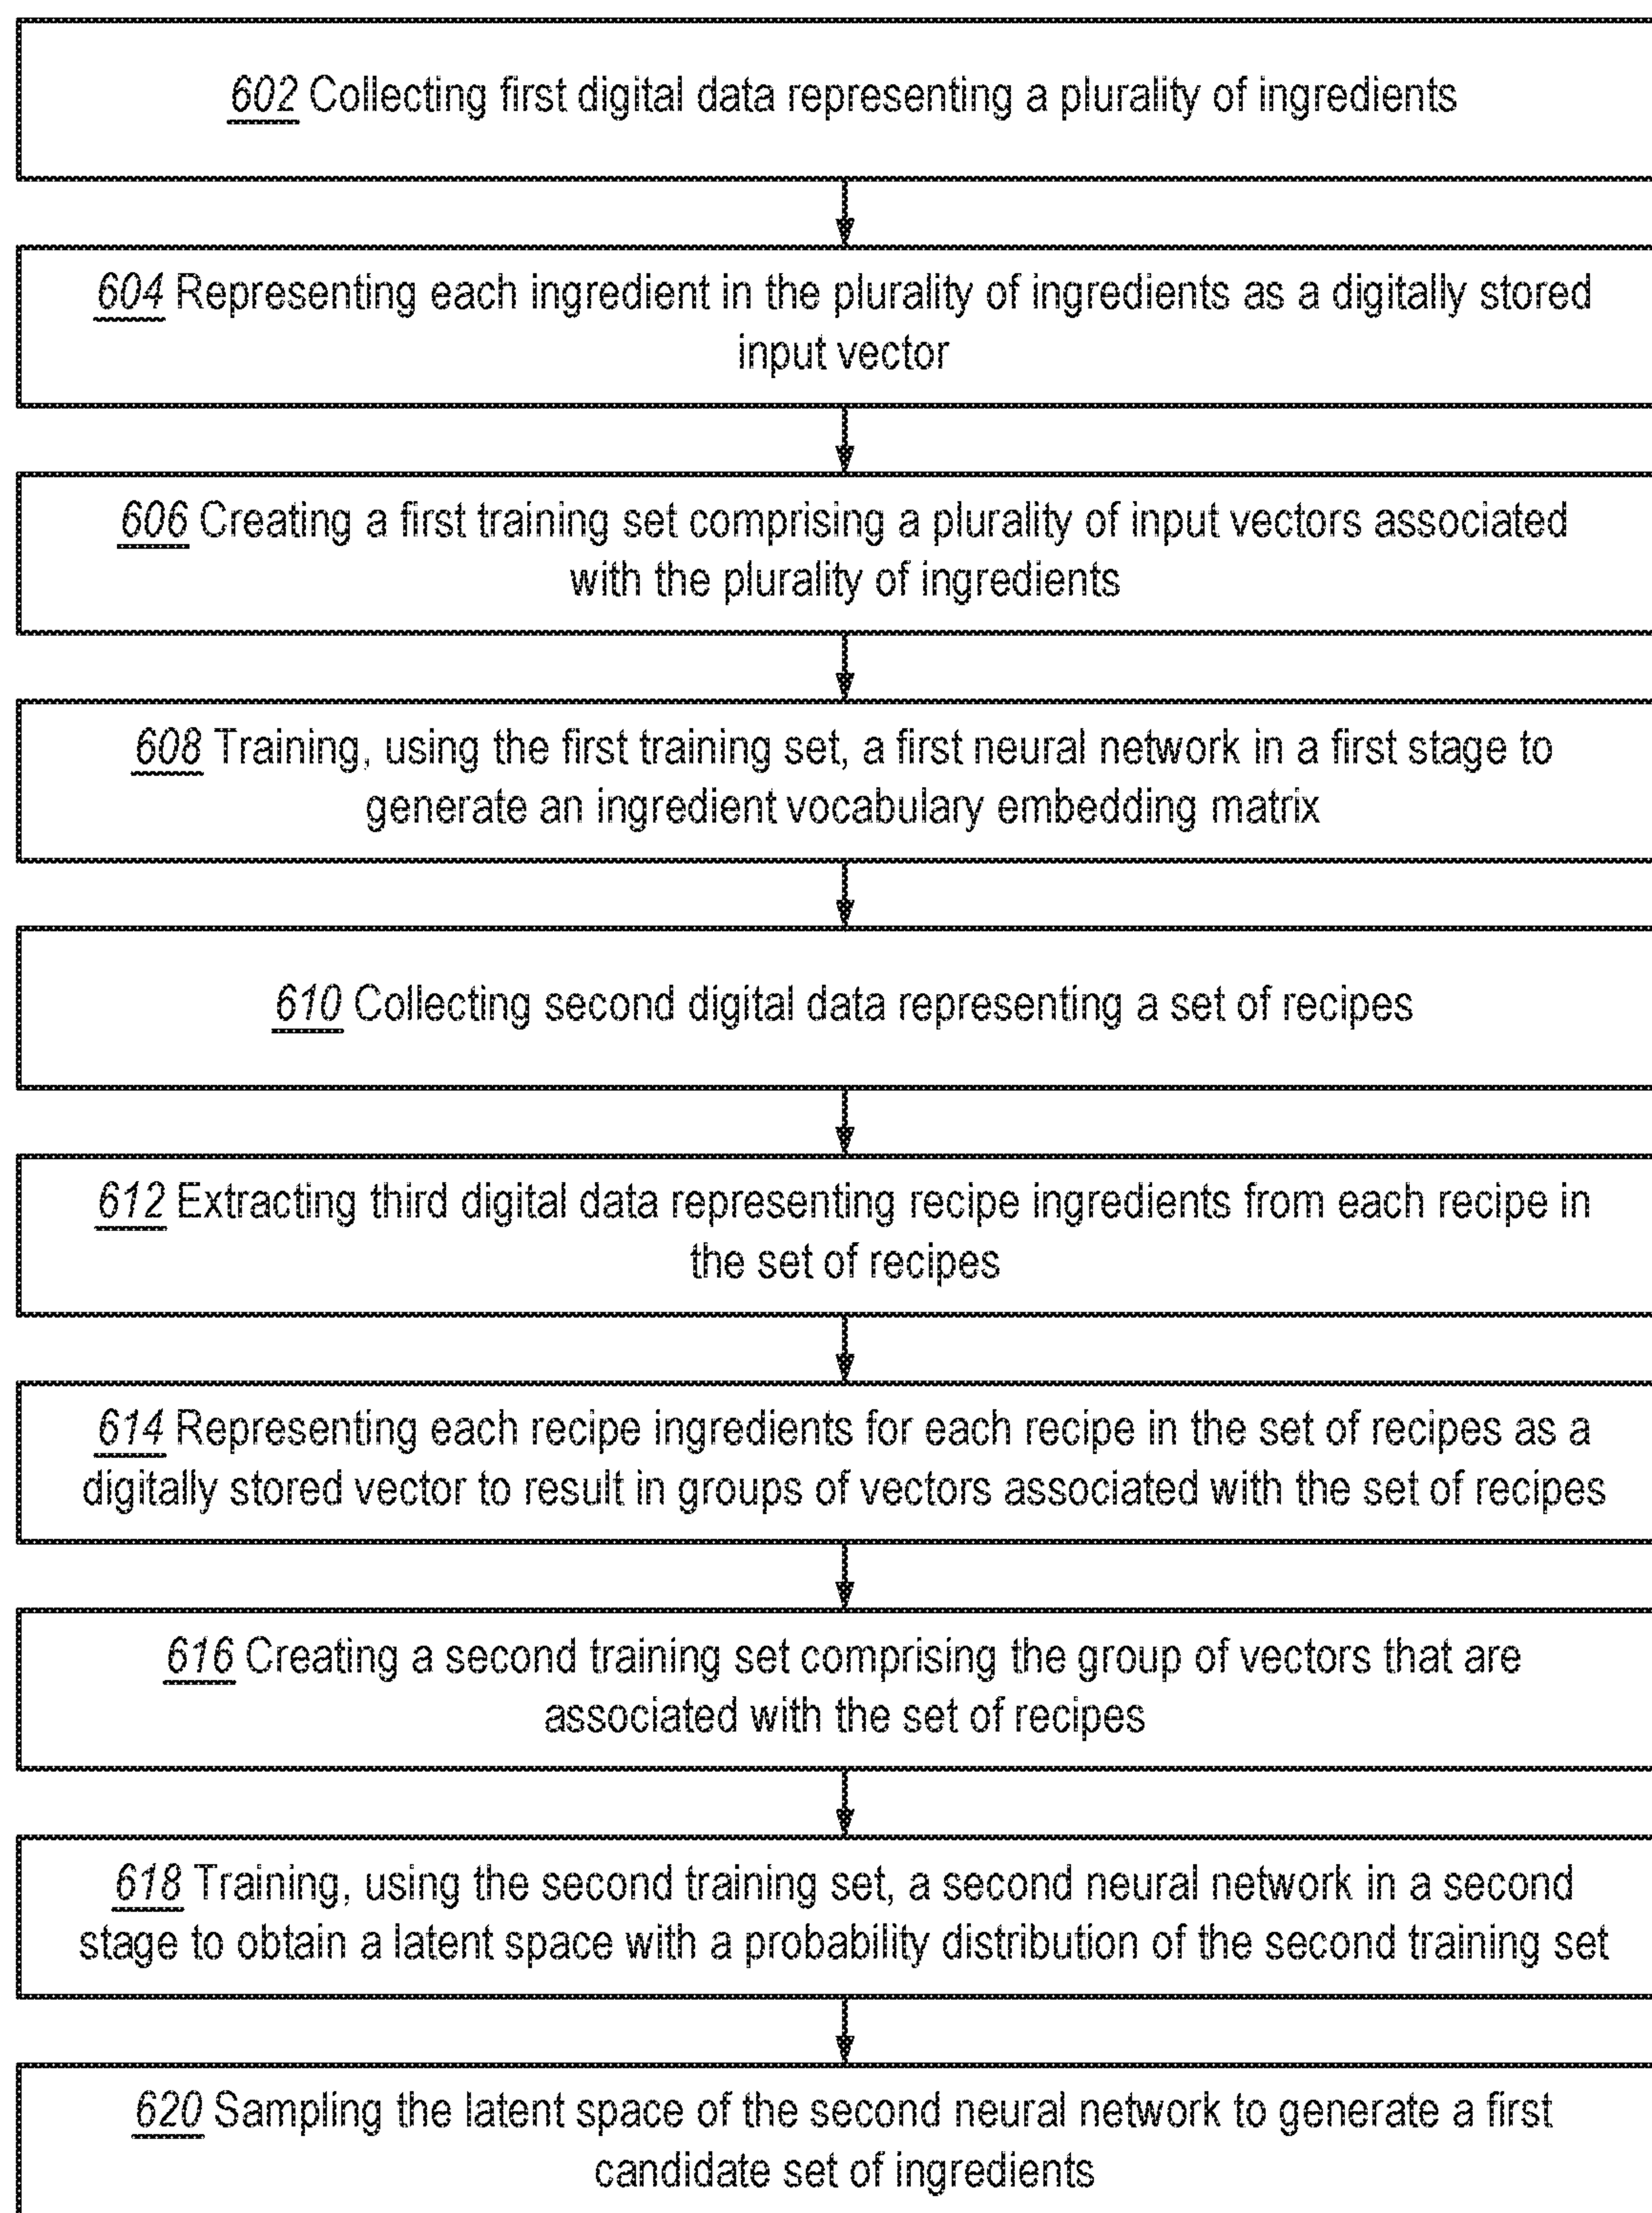 602 Collecting first digital data representing a plurality of ingredients
604 Representing each ingredient in the plurality of ingredients as a digitally stored
input vector
606 Creating a first training set comprising a plurality of input vectors associated
with the plurality of ingredients
608 Training, using the first training set, a first neural network in a first stage to
generate an ingredient vocabulary embedding matrix
610 Collecting second digital data representing a set of recipes
612 Extracting third digital data representing recipe ingredients from each recipe in
the set of recipes
614 Representing each recipe ingredients for each recipe in the set of recipes as a
digitally stored vector to result in groups of vectors associated with the set of recipes
616 Creating a second training set comprising the group of vectors that are
associated with the set of recipes
618 Training, using the second training set, a second neural network in a second
stage to obtain a latent space with a probability distribution of the second training set
620 Sampling the latent space of the second neural network to generate a first
candidate set of ingredients